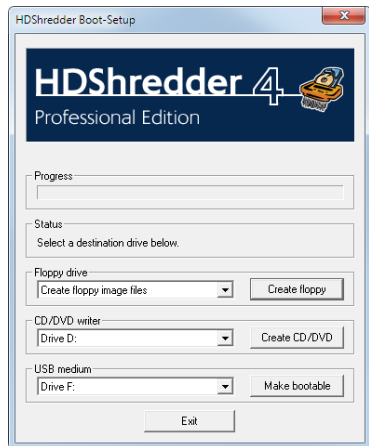 HDShredder Boot-Setup
HDShredder 4
Professional Edition
Progress
Status
Select a destination drive below.
Floppy drive
Create floppy image files
Create floppy
CD/DVD writer
Drive D:
Create CD/DVD
USB medium
Drive F:
Make bootable
Exit